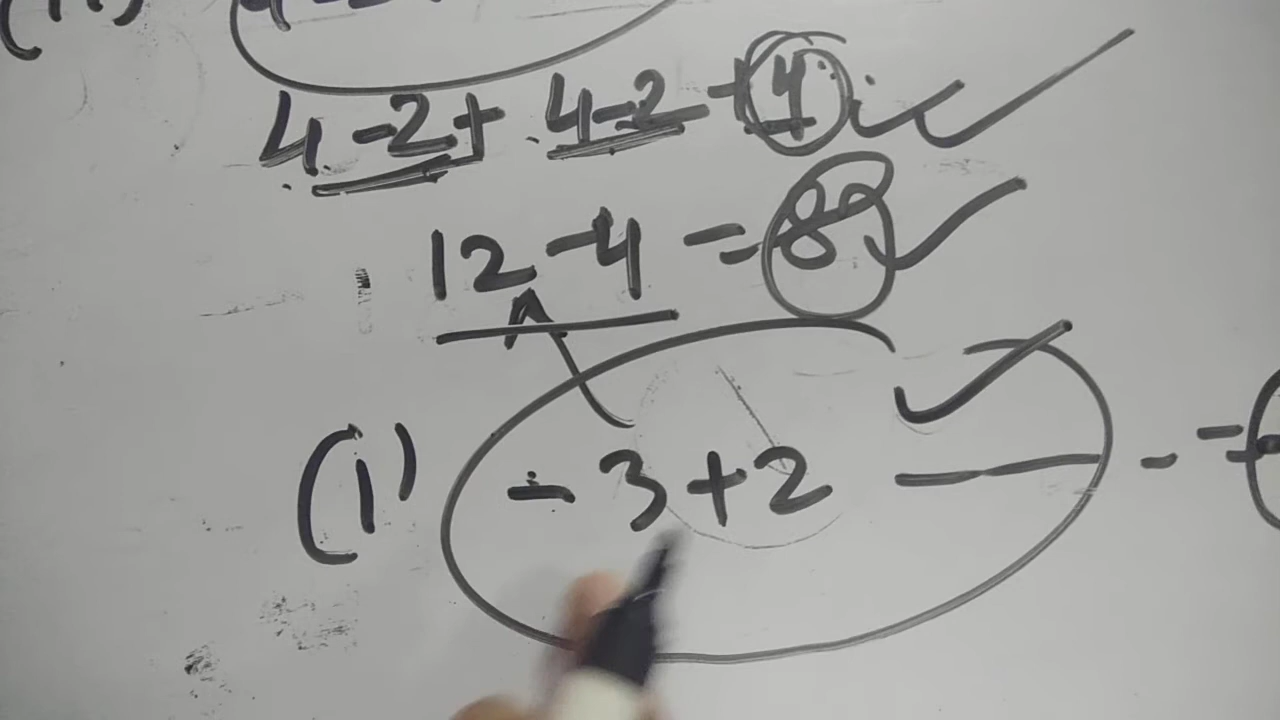 4-2+ 4-2+4
12-4 = 8
(1) - 3+2 — - =